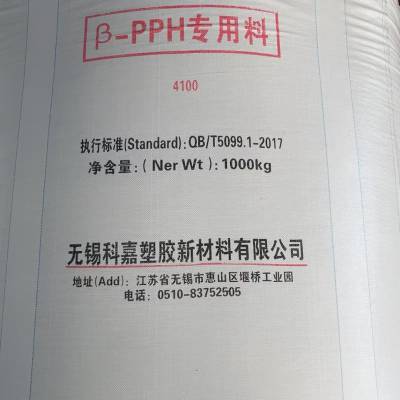 β-PPH专用料
4100
执行标准(Standard):QB/T5099.1-2017
净含量:(Ner Wt):1000kg
无锡科嘉塑胶新材料有限公司
地址(Add):江苏省无锡市惠山区堰桥工业园
电话:0510-83752505